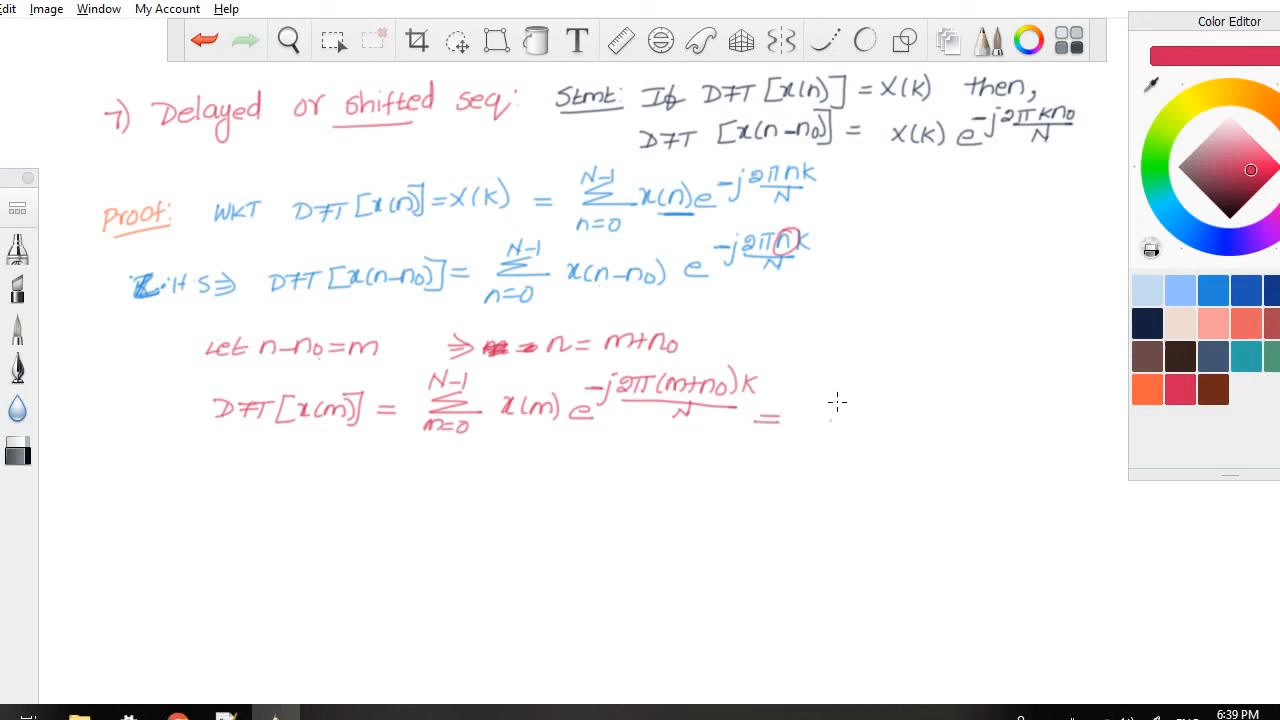 Edit Image Window My Account Help
Color Editor
7) Delayed or shifted seq: Stmt: If DFT [x(n)] = X(k) then,
DFT [x(n-n₀)] = X(k) e^(-j2πkn₀/N)
Proof: WKT DFT [x(n)] = X(k) = Σ_{n=0}^{N-1} x(n) e^(-j2πnk/N)
L.H.S ⇒ DFT [x(n-n₀)] = Σ_{n=0}^{N-1} x(n-n₀) e^(-j2πnk/N)
Let n-n₀=m ⇒ n = m+n₀
DFT [x(m)] = Σ_{m=0}^{N-1} x(m) e^(-j2π(m+n₀)k/N) =
6:39 PM